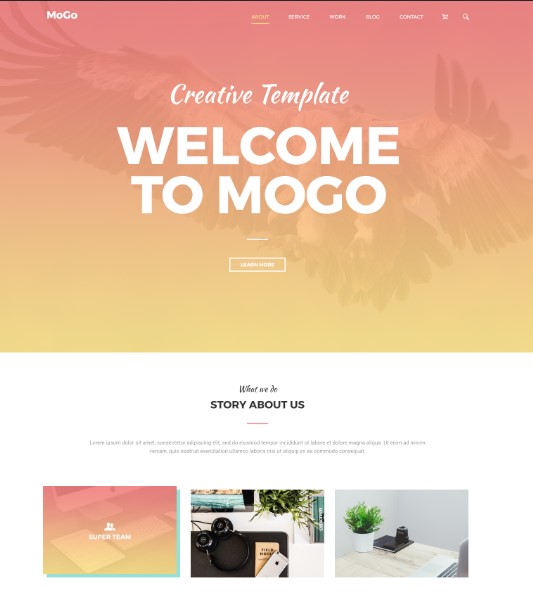 MoGo
ABOUT SERVICE WORK BLOG CONTACT
Creative Template
WELCOME
TO MOGO
LEARN MORE
What we do
STORY ABOUT US
Lorem ipsum dolor sit amet, consectetur adipiscing elit, sed do eiusmod tempor incididunt ut labore et dolore magna aliqua. Ut enim ad minim
veniam, quis nostrud exercitation ullamco laboris nisi ut aliquip ex ea commodo consequat.
SUPER TEAM